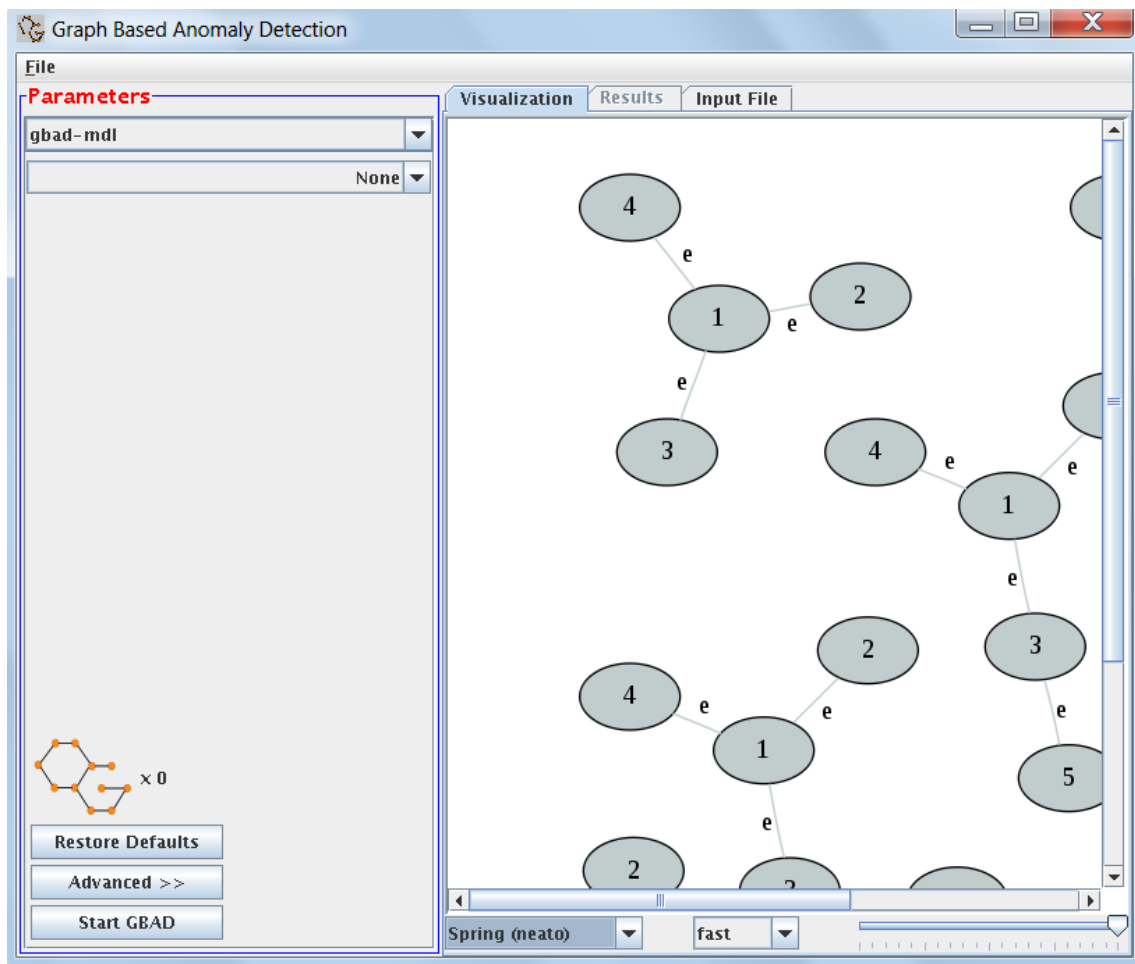 Graph Based Anomaly Detection
File
Parameters
gbad-mdl
None
x 0
Restore Defaults
Advanced >>
Start GBAD
Visualization Results Input File
4
e
2
1
e
e
3
4
e
e
1
e
2
3
4
e
e
e
1
5
e
2
Spring (neato) fast